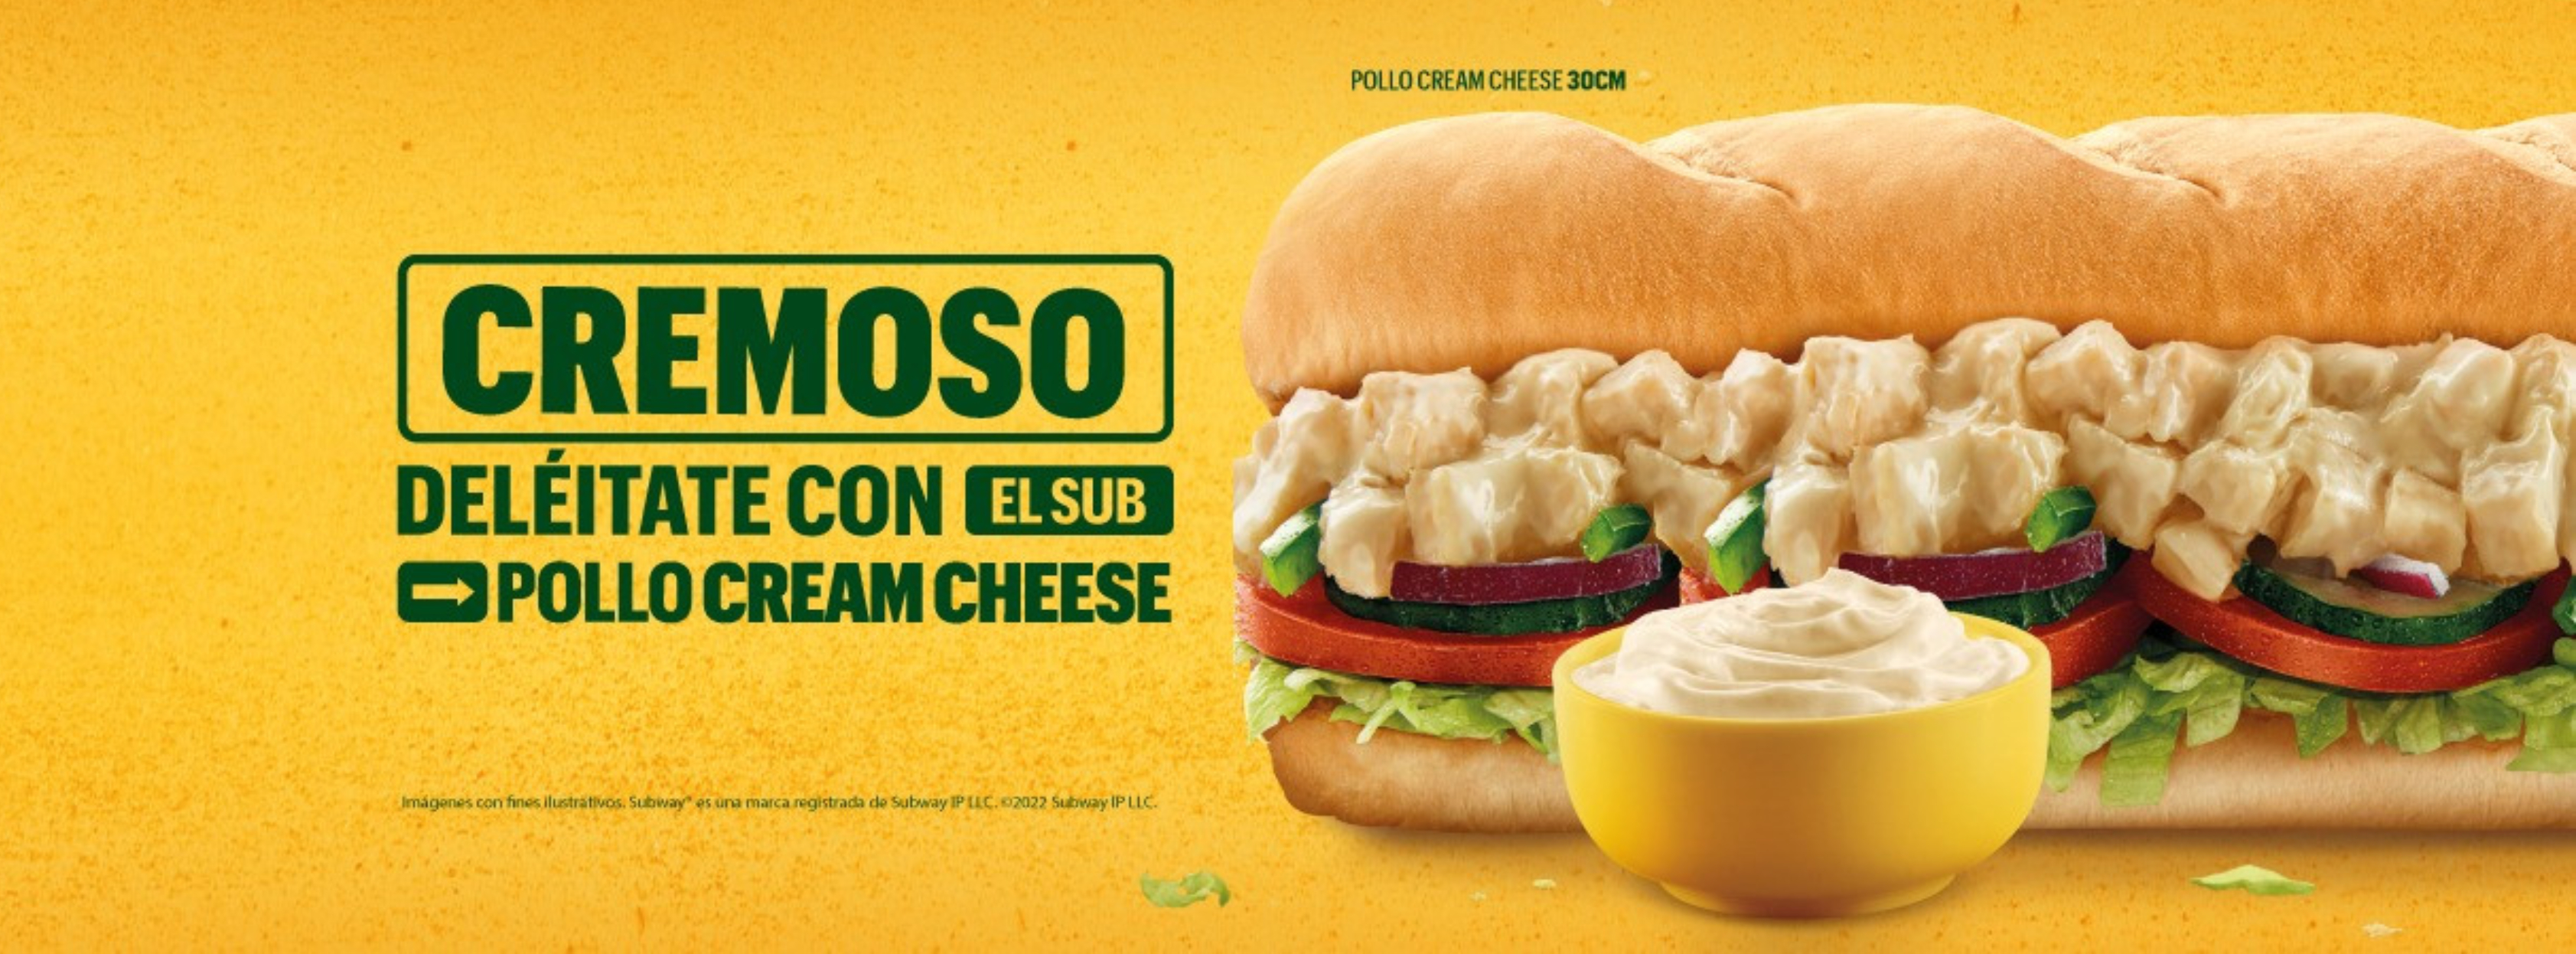 POLLO CREAM CHEESE 30CM
CREMOSO
DELÉITATE CON EL SUB
POLLO CREAM CHEESE
Imágenes con fines ilustrativos. Subway® es una marca registrada de Subway IP LLC. ©2022 Subway IP LLC.